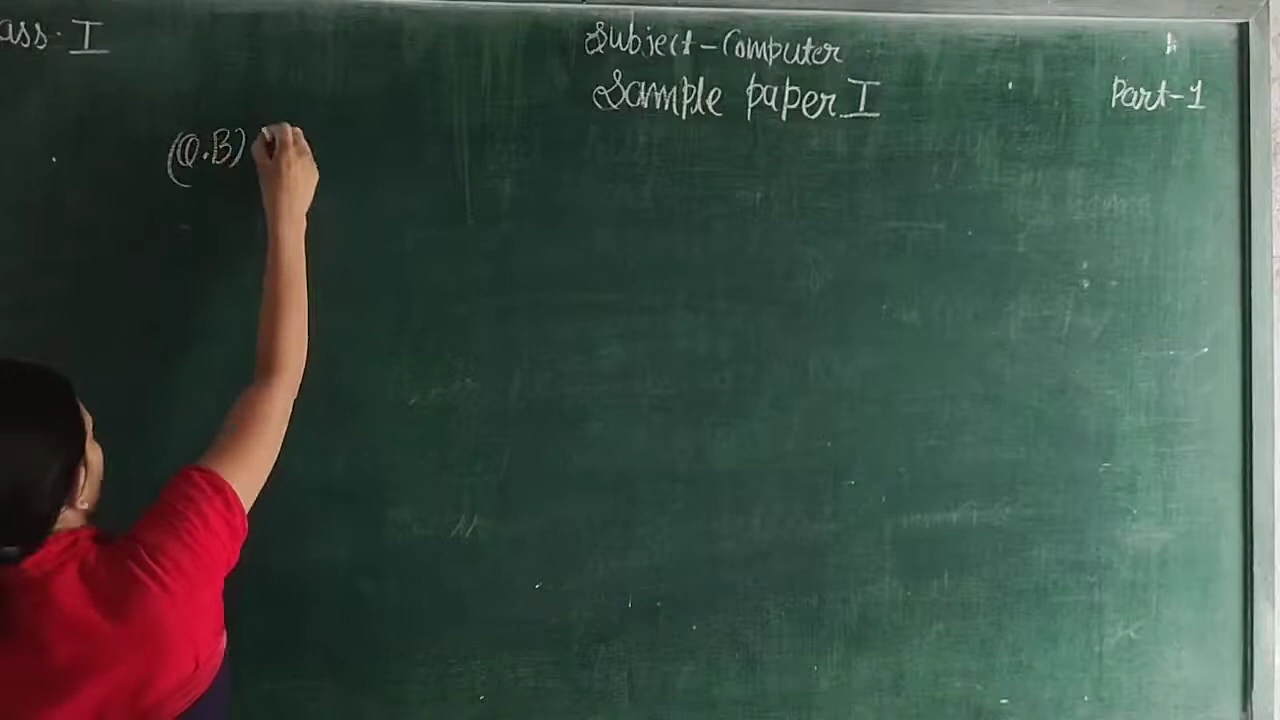 ass. I
Subject-Computer
Sample paper I
Part-1
(Q.B)